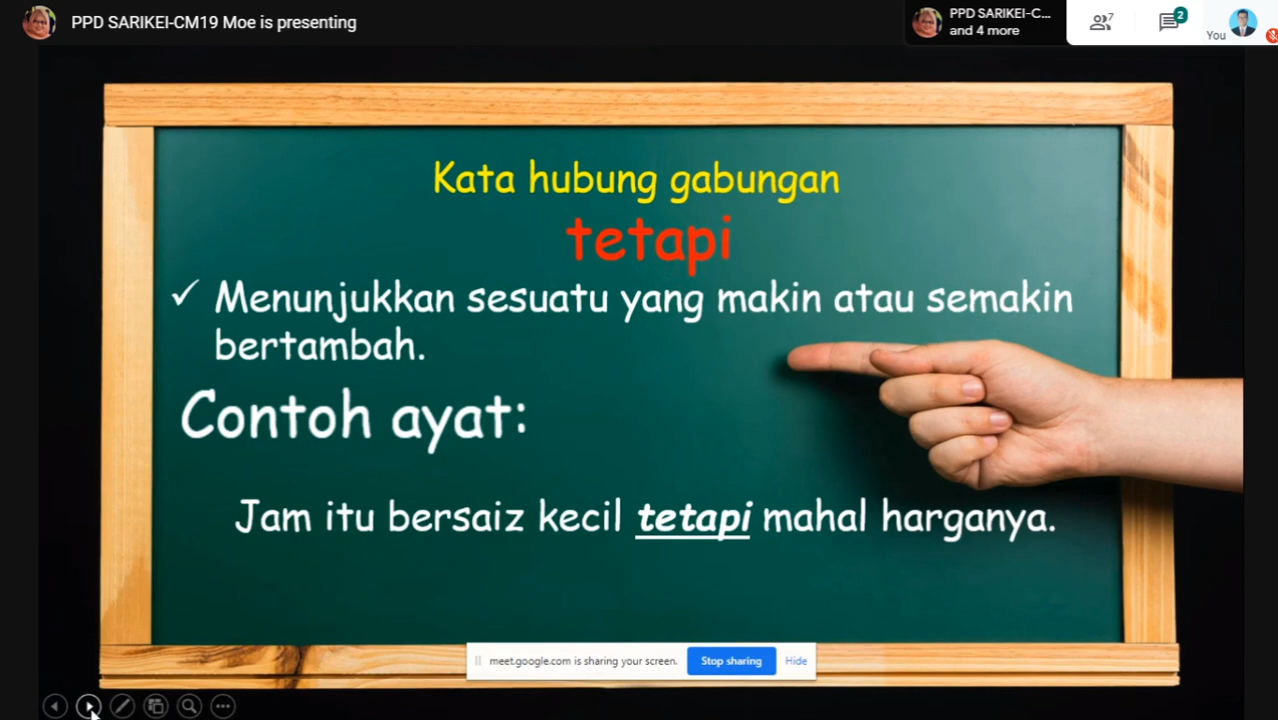 PPD SARIKEI-CM19 Moe is presenting
PPD SARIKEI-C...
and 4 more
7
2
You
Kata hubung gabungan
tetapi
✓ Menunjukkan sesuatu yang makin atau semakin
bertambah.
Contoh ayat:
Jam itu bersaiz kecil tetapi mahal harganya.
meet.google.com is sharing your screen.
Stop sharing
Hide